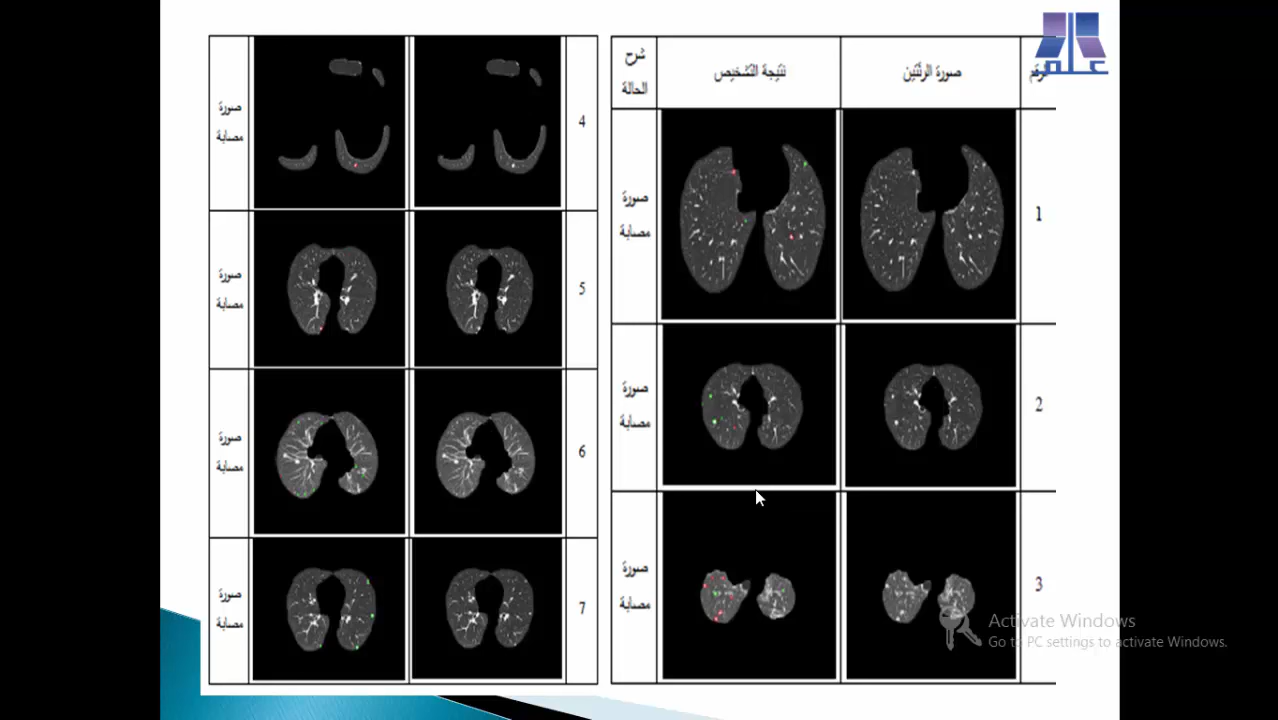 علم
الرقم
صورة الرئتين
نتيجة التشخيص
شرح
الحالة
1
صورة
مصابة
2
صورة
مصابة
3
صورة
مصابة
4
صورة
مصابة
5
صورة
مصابة
6
صورة
مصابة
7
صورة
مصابة
Activate Windows
Go to PC settings to activate Windows.